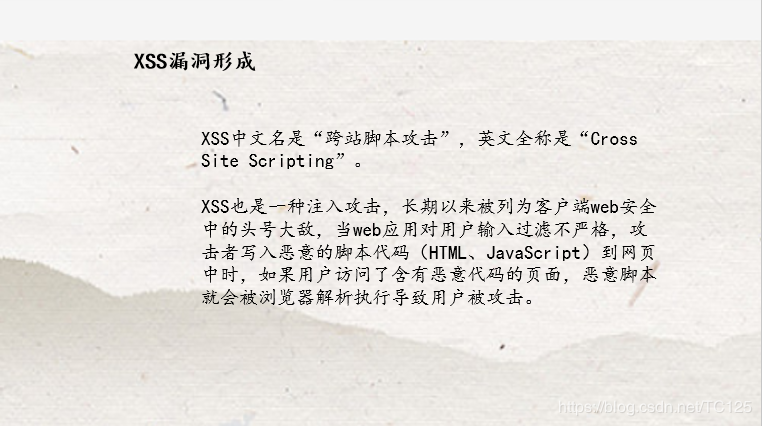 XSS漏洞形成
XSS中文名是“跨站脚本攻击”，英文全称是“Cross
Site Scripting”。
XSS也是一种注入攻击，长期以来被列为客户端web安全
中的头号大敌，当web应用对用户输入过滤不严格，攻
击者写入恶意的脚本代码（HTML、JavaScript）到网页
中时，如果用户访问了含有恶意代码的页面，恶意脚本
就会被浏览器解析执行导致用户被攻击。
https://blog.csdn.net/TC125